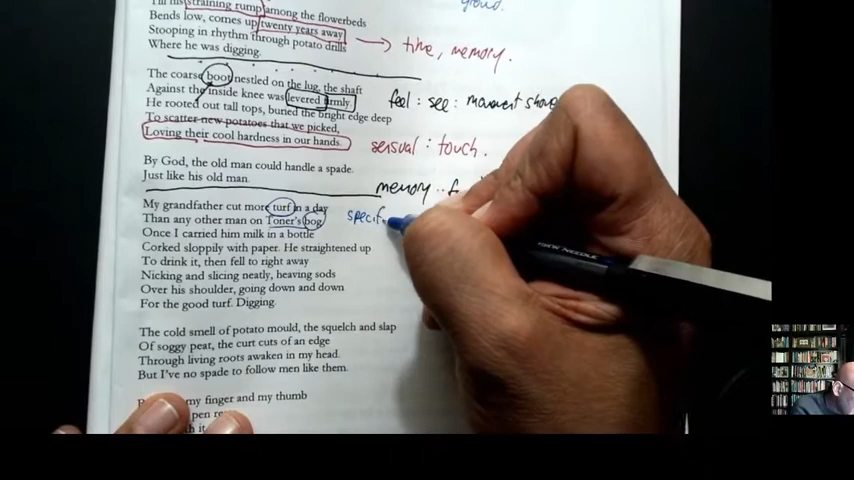 straining rump among the flowerbeds
ground.
Bends low, comes up twenty years away
Stooping in rhythm through potato drills
→ time, memory.
Where he was digging.
The coarse boot nestled on the lug, the shaft
Against the inside knee was levered firmly.
feel : see : movement
He rooted out tall tops, buried the bright edge deep
To scatter new potatoes that we picked,
Loving their cool hardness in our hands.
sensual : touch.
By God, the old man could handle a spade.
Just like his old man.
memory
My grandfather cut more turf in a day
Than any other man on Toner's bog
specif
Once I carried him milk in a bottle
Corked sloppily with paper. He straightened up
To drink it, then fell to right away
Nicking and slicing neatly, heaving sods
Over his shoulder, going down and down
For the good turf. Digging.
The cold smell of potato mould, the squelch and slap
Of soggy peat, the curt cuts of an edge
Through living roots awaken in my head.
But I've no spade to follow men like them.
my finger and my thumb
pen
it
NEEDLE